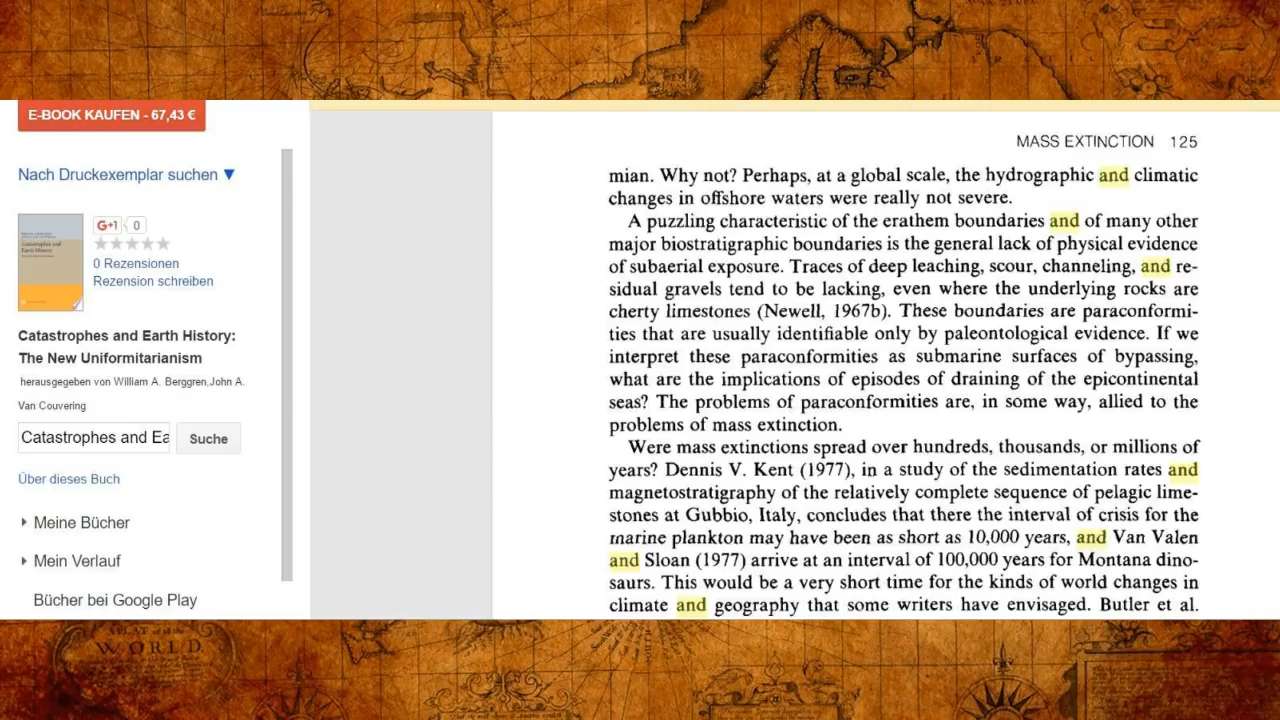 E-BOOK KAUFEN - 67,43 €
Nach Druckexemplar suchen ▼
G+1 0
0 Rezensionen
Rezension schreiben
Catastrophes and Earth History:
The New Uniformitarianism
herausgegeben von William A. Berggren,John A.
Van Couvering
Catastrophes and Ea
Suche
Über dieses Buch
Meine Bücher
Mein Verlauf
Bücher bei Google Play
MASS EXTINCTION 125
mian. Why not? Perhaps, at a global scale, the hydrographic and climatic
changes in offshore waters were really not severe.
A puzzling characteristic of the erathem boundaries and of many other
major biostratigraphic boundaries is the general lack of physical evidence
of subaerial exposure. Traces of deep leaching, scour, channeling, and re-
sidual gravels tend to be lacking, even where the underlying rocks are
cherty limestones (Newell, 1967b). These boundaries are paraconformi-
ties that are usually identifiable only by paleontological evidence. If we
interpret these paraconformities as submarine surfaces of bypassing,
what are the implications of episodes of draining of the epicontinental
seas? The problems of paraconformities are, in some way, allied to the
problems of mass extinction.
Were mass extinctions spread over hundreds, thousands, or millions of
years? Dennis V. Kent (1977), in a study of the sedimentation rates and
magnetostratigraphy of the relatively complete sequence of pelagic lime-
stones at Gubbio, Italy, concludes that there the interval of crisis for the
marine plankton may have been as short as 10,000 years, and Van Valen
and Sloan (1977) arrive at an interval of 100,000 years for Montana dino-
saurs. This would be a very short time for the kinds of world changes in
climate and geography that some writers have envisaged. Butler et al.
WORLD